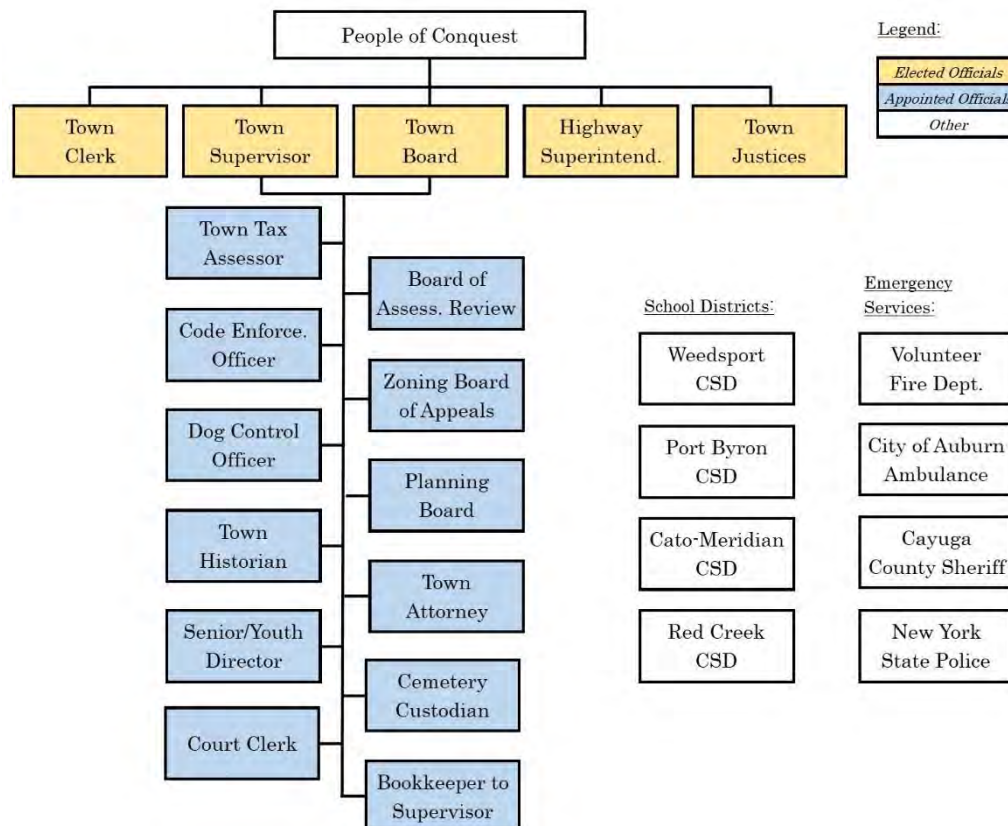 People of Conquest
Legend:
Elected Officials
Appointed Officials
Other
Town
Clerk
Town
Supervisor
Town
Board
Highway
Superintend.
Town
Justices
Town Tax
Assessor
Board of
Assess. Review
Code Enforce.
Officer
Zoning Board
of Appeals
Dog Control
Officer
Planning
Board
Town
Historian
Town
Attorney
Senior/Youth
Director
Cemetery
Custodian
Court Clerk
Bookkeeper to
Supervisor
School Districts:
Weedsport
CSD
Port Byron
CSD
Cato-Meridian
CSD
Red Creek
CSD
Emergency
Services:
Volunteer
Fire Dept.
City of Auburn
Ambulance
Cayuga
County Sheriff
New York
State Police